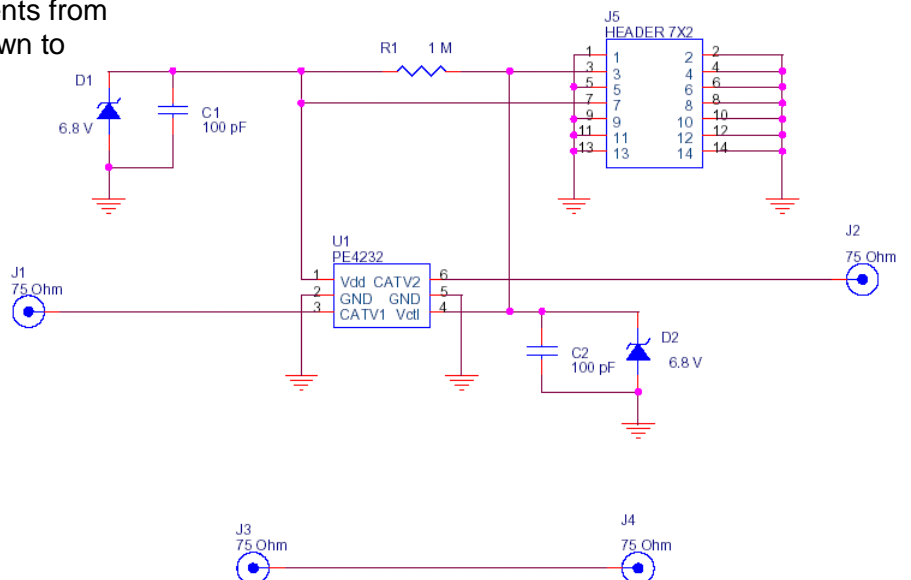 ents from
wn to
D1
6.8 V
C1
100 pF
R1 1 M
J5
HEADER 7X2
1 1 2 2
3 3 4 4
5 5 6 6
7 7 8 8
9 9 10 10
11 11 12 12
13 13 14 14
J1
75 Ohm
U1
PE4232
1 Vdd CATV2 6
2 GND GND 5
3 CATV1 Vctl 4
J2
75 Ohm
C2
100 pF
D2
6.8 V
J3
75 Ohm
J4
75 Ohm